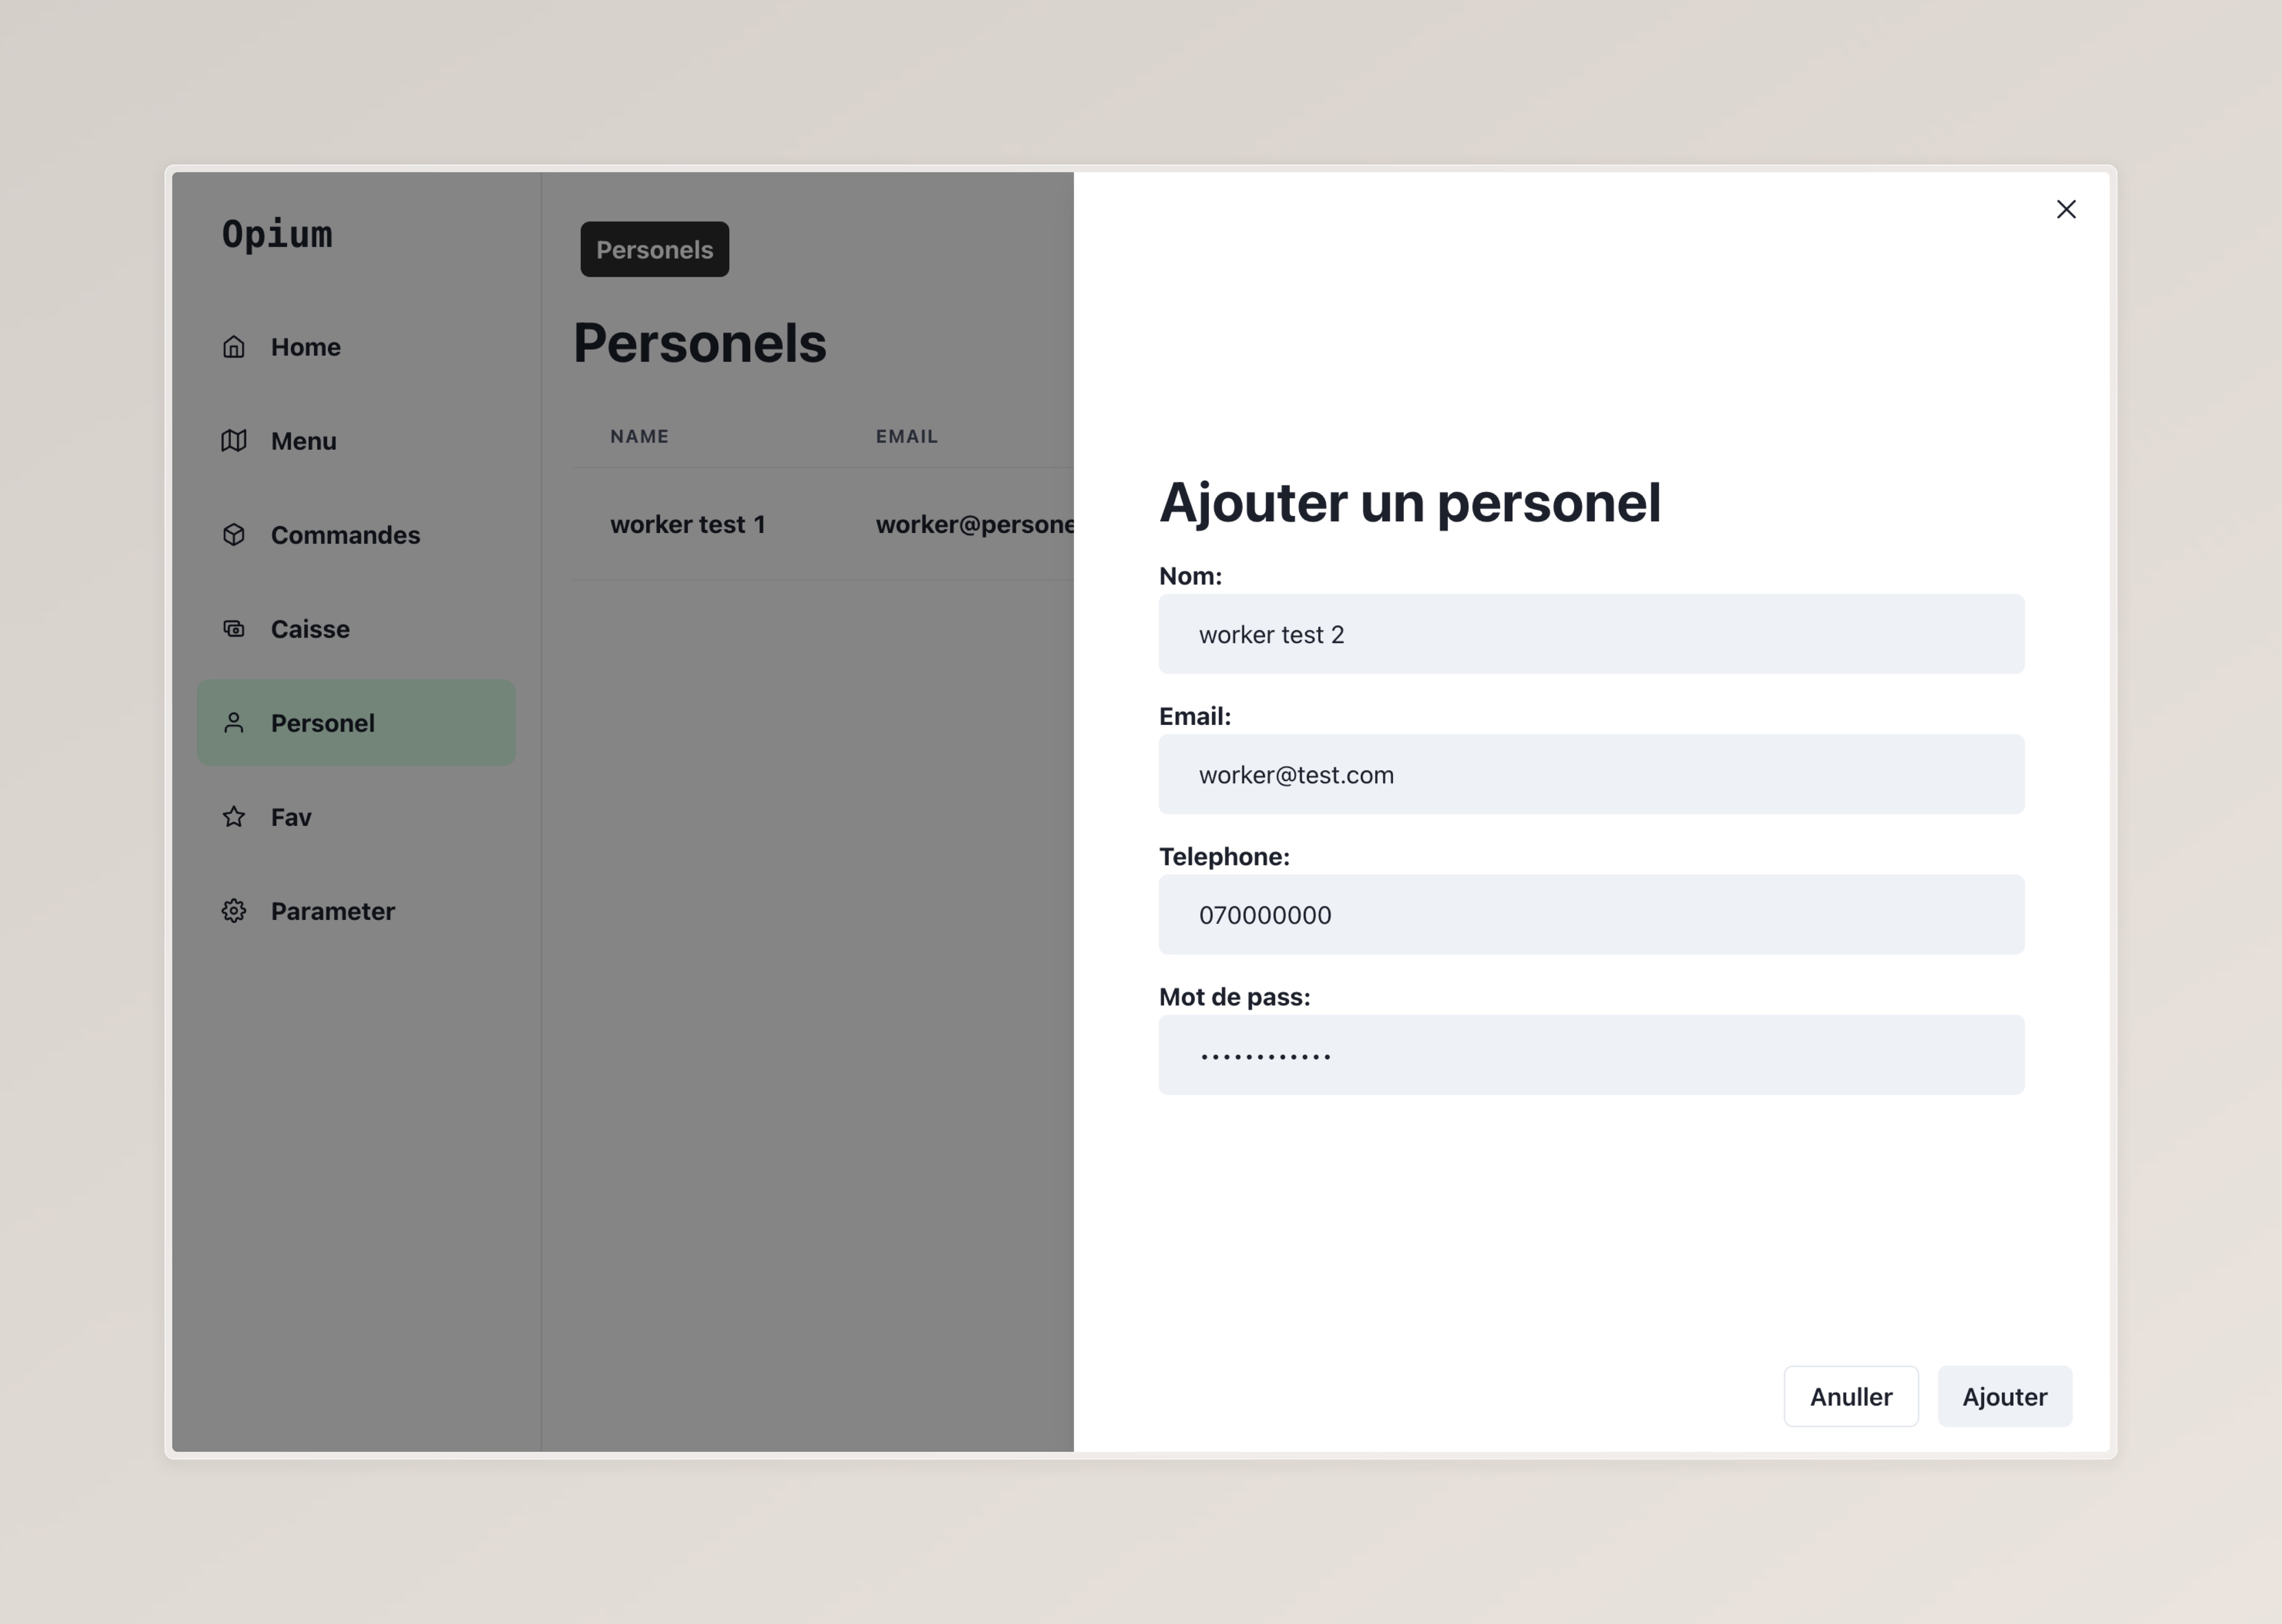 Opium
Home
Menu
Commandes
Caisse
Personel
Fav
Parameter
Personels
Personels
NAME EMAIL
worker test 1 worker@persone
Ajouter un personel
Nom:
worker test 2
Email:
worker@test.com
Telephone:
070000000
Mot de pass:
••••••••••••
Anuller Ajouter